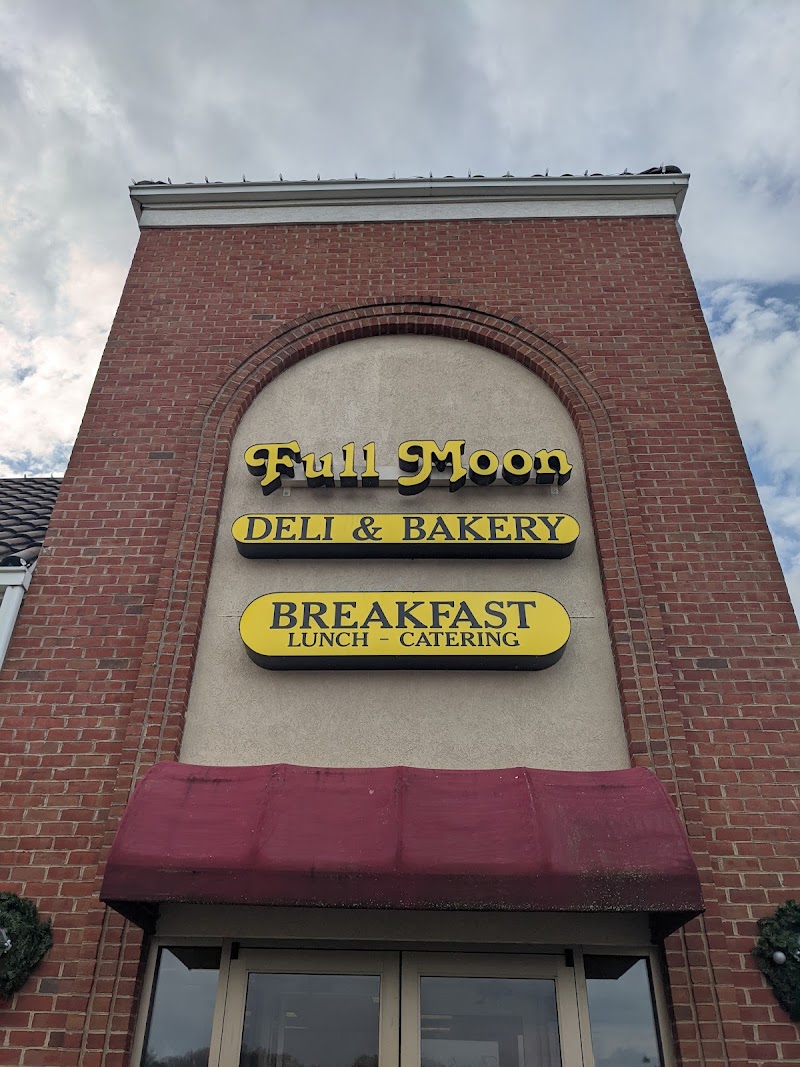 Full Moon
DELI & BAKERY
BREAKFAST
LUNCH - CATERING